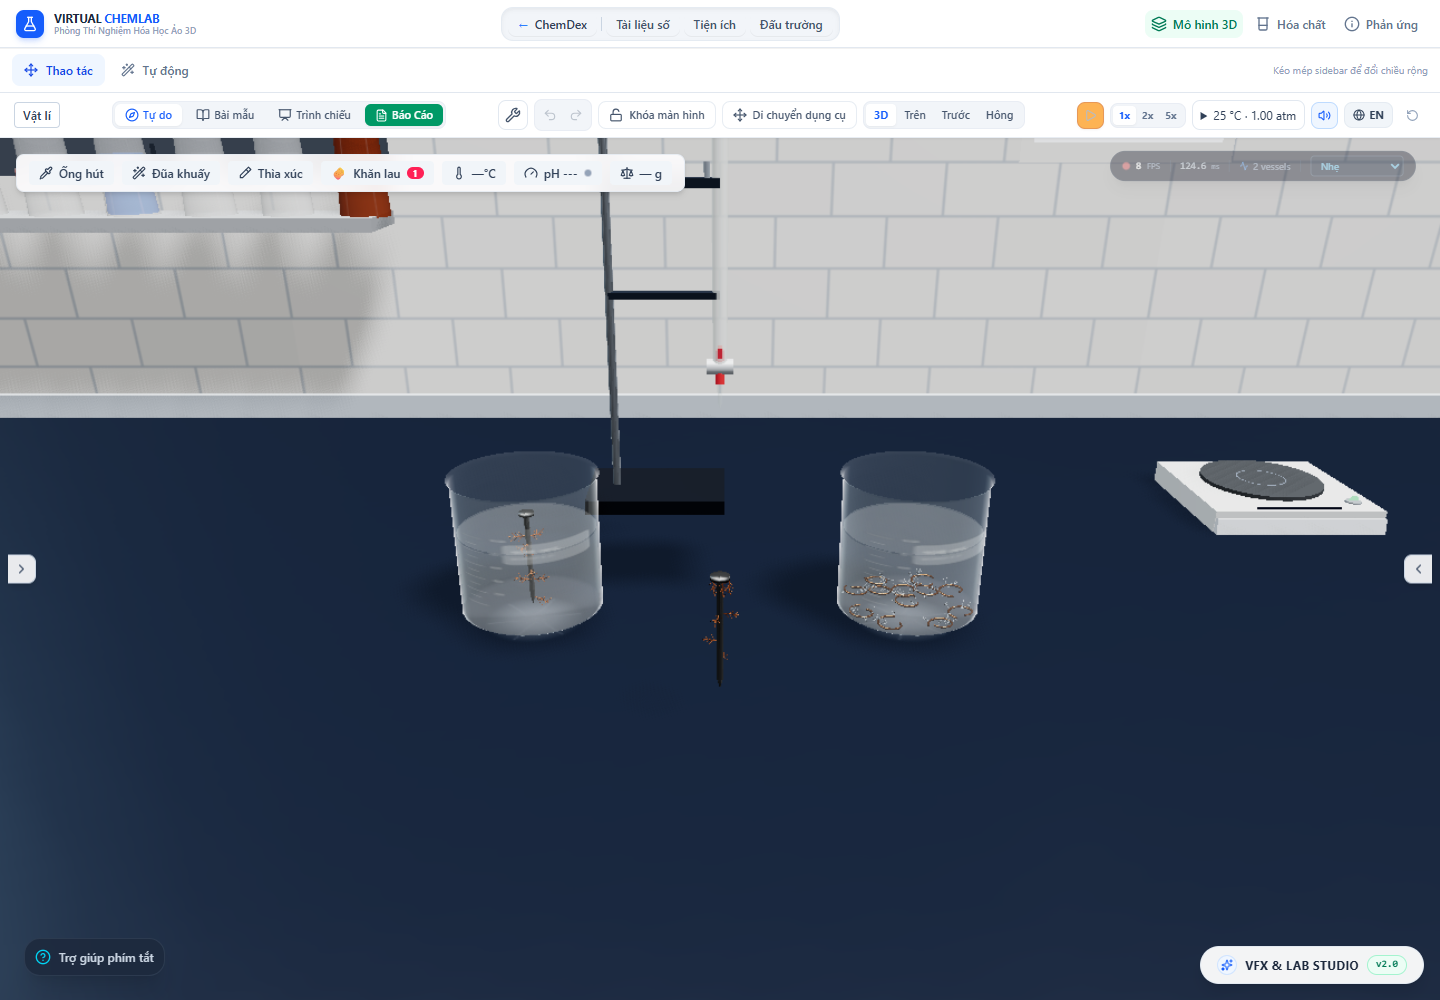 VIRTUAL CHEMLAB
Phòng Thí Nghiệm Hóa Học Ảo 3D
← ChemDex
Tài liệu số
Tiện ích
Đấu trường
Mô hình 3D
Hóa chất
Phản ứng
Thao tác
Tự động
Kéo mép sidebar để đổi chiều rộng
Vật lí
Tự do
Bài mẫu
Trình chiếu
Báo Cáo
Khóa màn hình
Di chuyển dụng cụ
3D
Trên
Trước
Hông
1x
2x
5x
25 °C · 1.00 atm
EN
Ống hút
Đũa khuấy
Thìa xúc
Khăn lau
1
—°C
pH ---
— g
8 FPS
124.6 ms
2 vessels
Nhẹ
Trợ giúp phím tắt
VFX & LAB STUDIO
v2.0